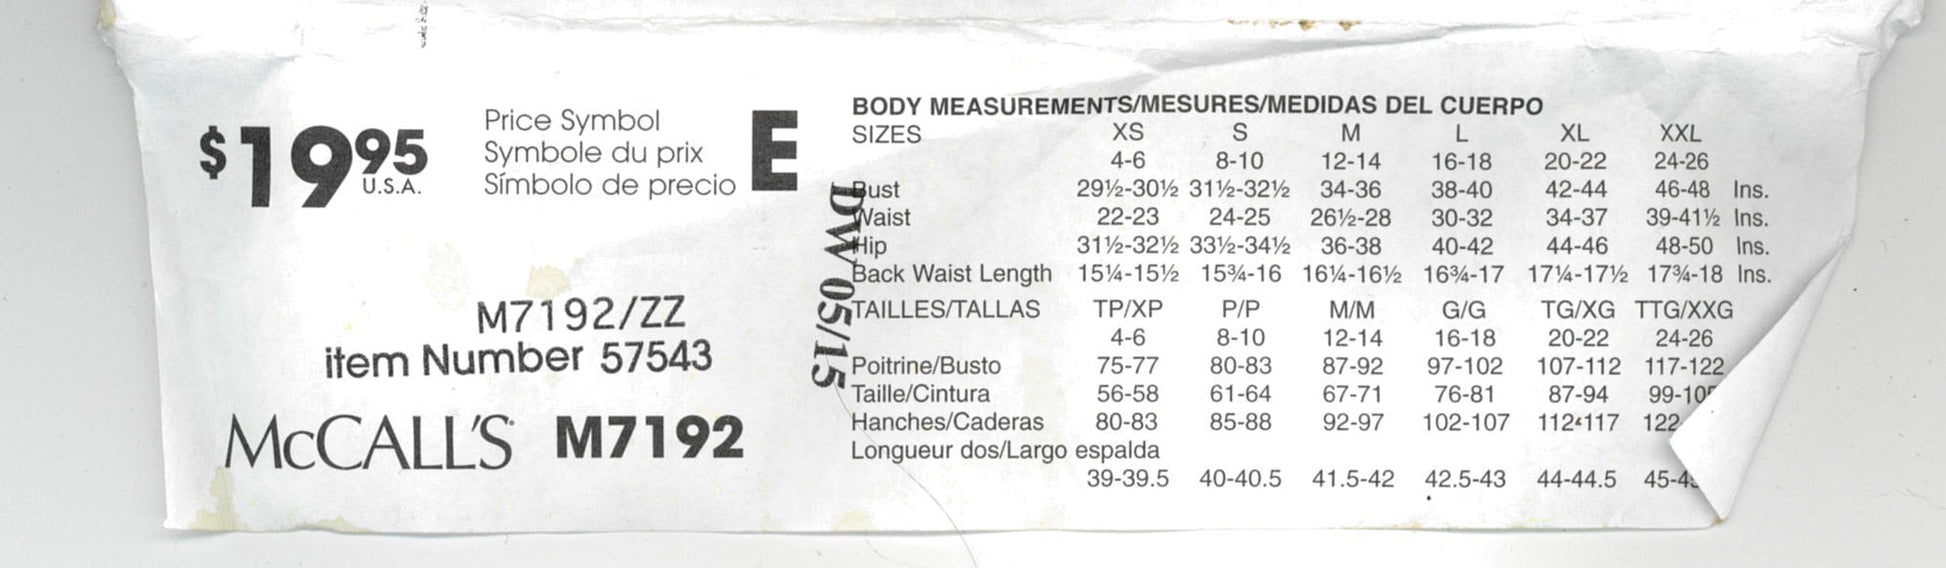 $19.95
U.S.A.
Price Symbol
Symbole du prix
Símbolo de precio
E
M7192/ZZ
item Number 57543
McCALL'S M7192
DW 05/15
BODY MEASUREMENTS/MESURES/MEDIDAS DEL CUERPO
SIZES XS S M L XL XXL
4-6 8-10 12-14 16-18 20-22 24-26
Bust 29½-30½ 31½-32½ 34-36 38-40 42-44 46-48 Ins.
Waist 22-23 24-25 26½-28 30-32 34-37 39-41½ Ins.
Hip 31½-32½ 33½-34½ 36-38 40-42 44-46 48-50 Ins.
Back Waist Length 15¼-15½ 15¾-16 16¼-16½ 16¾-17 17¼-17½ 17¾-18 Ins.
TAILLES/TALLAS TP/XP P/P M/M G/G TG/XG TTG/XXG
4-6 8-10 12-14 16-18 20-22 24-26
Poitrine/Busto 75-77 80-83 87-92 97-102 107-112 117-122
Taille/Cintura 56-58 61-64 67-71 76-81 87-94
Hanches/Caderas 80-83 85-88 92-97 102-107 112-117
Longueur dos/Largo espalda
39-39.5 40-40.5 41.5-42 42.5-43 44-44.5